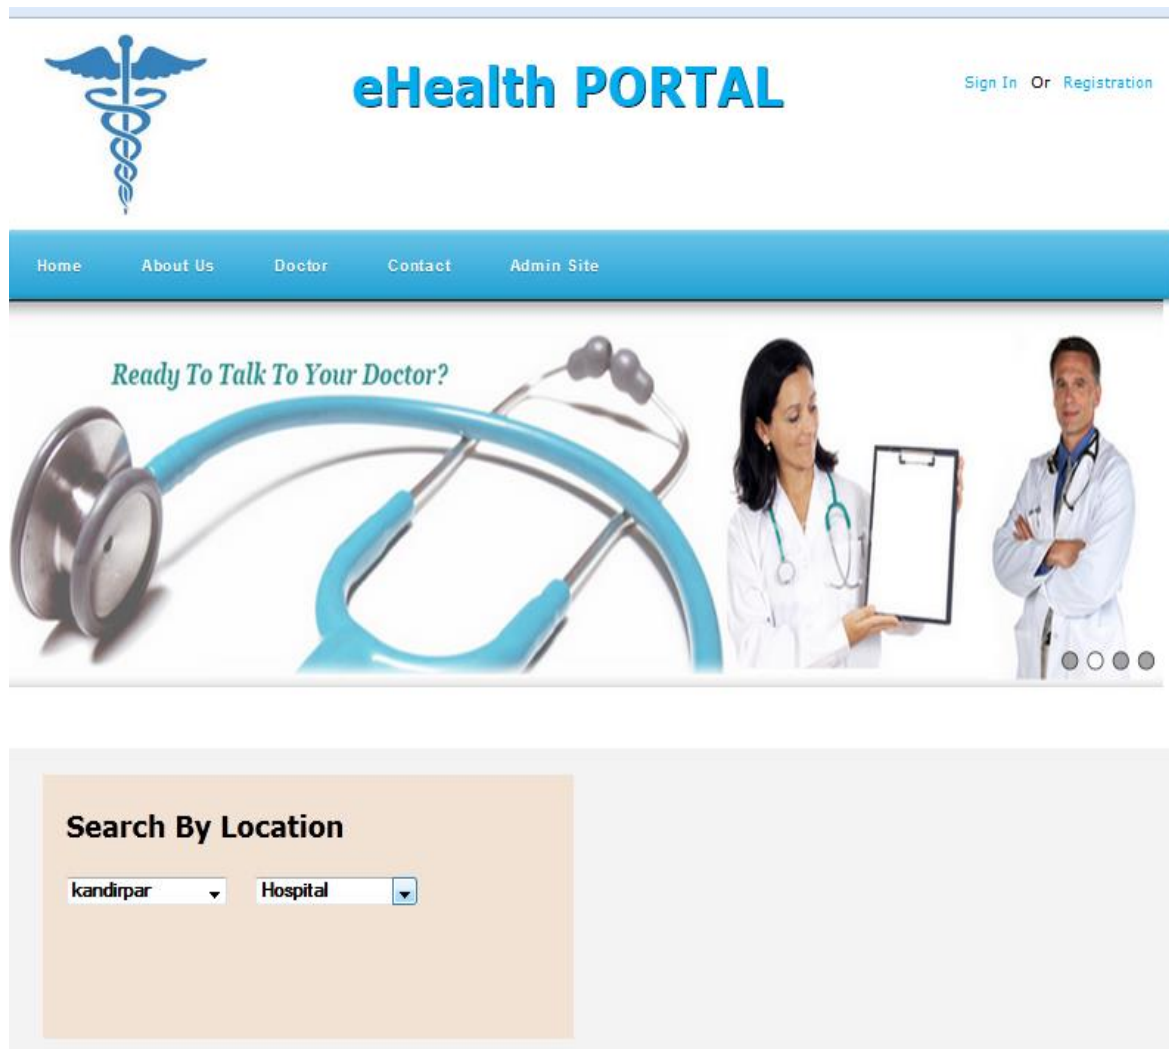 eHealth PORTAL
Sign In Or Registration
Home About Us Doctor Contact Admin Site
Ready To Talk To Your Doctor?
Search By Location
kandirpar Hospital